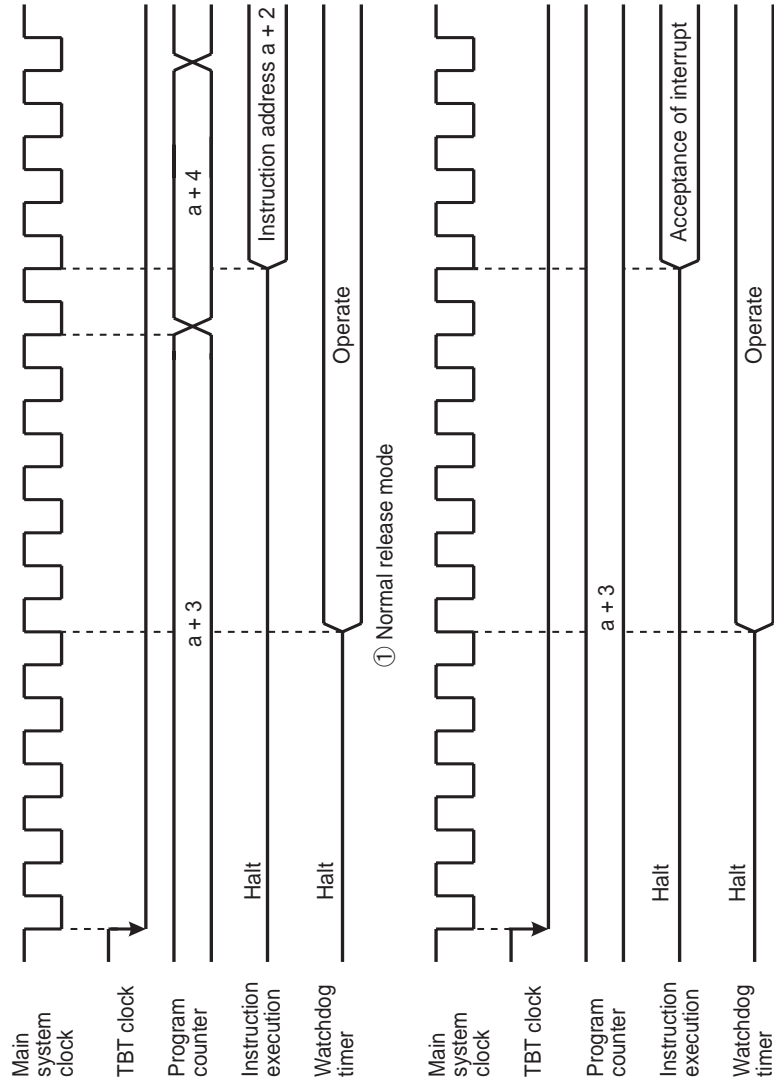 Main
system
clock
TBT clock
Program
counter
a + 3
a + 4
Instruction
execution
Halt
Instruction address a + 2
Watchdog
timer
Halt
Operate
① Normal release mode
Main
system
clock
TBT clock
Program
counter
a + 3
Instruction
execution
Halt
Acceptance of interrupt
Watchdog
timer
Halt
Operate